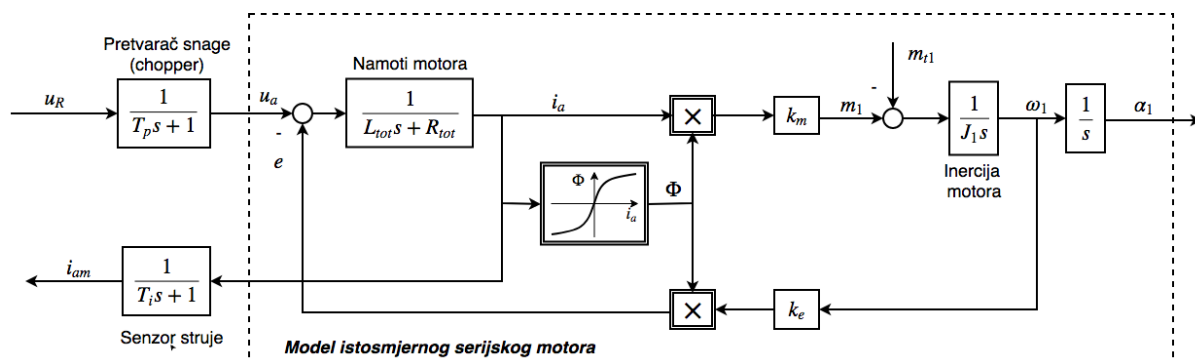 Pretvarač snage
(chopper)
Namoti motora
u_R
1
T_p s + 1
u_a
-
e
1
L_tot s + R_tot
i_a
×
k_m
m_1
-
m_t1
1
J_1 s
ω_1
1
s
α_1
Inercija
motora
Φ
i_a
Φ
i_am
1
T_i s + 1
Senzor struje
×
k_e
Model istosmjernog serijskog motora